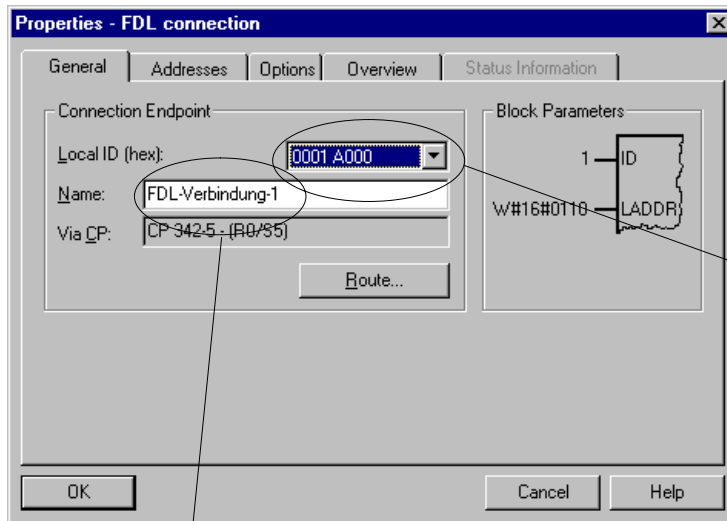 Properties - FDL connection
General Addresses Options Overview Status Information
Connection Endpoint
Local ID (hex): 0001 A000
Name: FDL-Verbindung-1
Via CP: CP 342-5 - (R0/S5)
Route...
Block Parameters
1 ID
W#16#0110 LADDR
OK Cancel Help